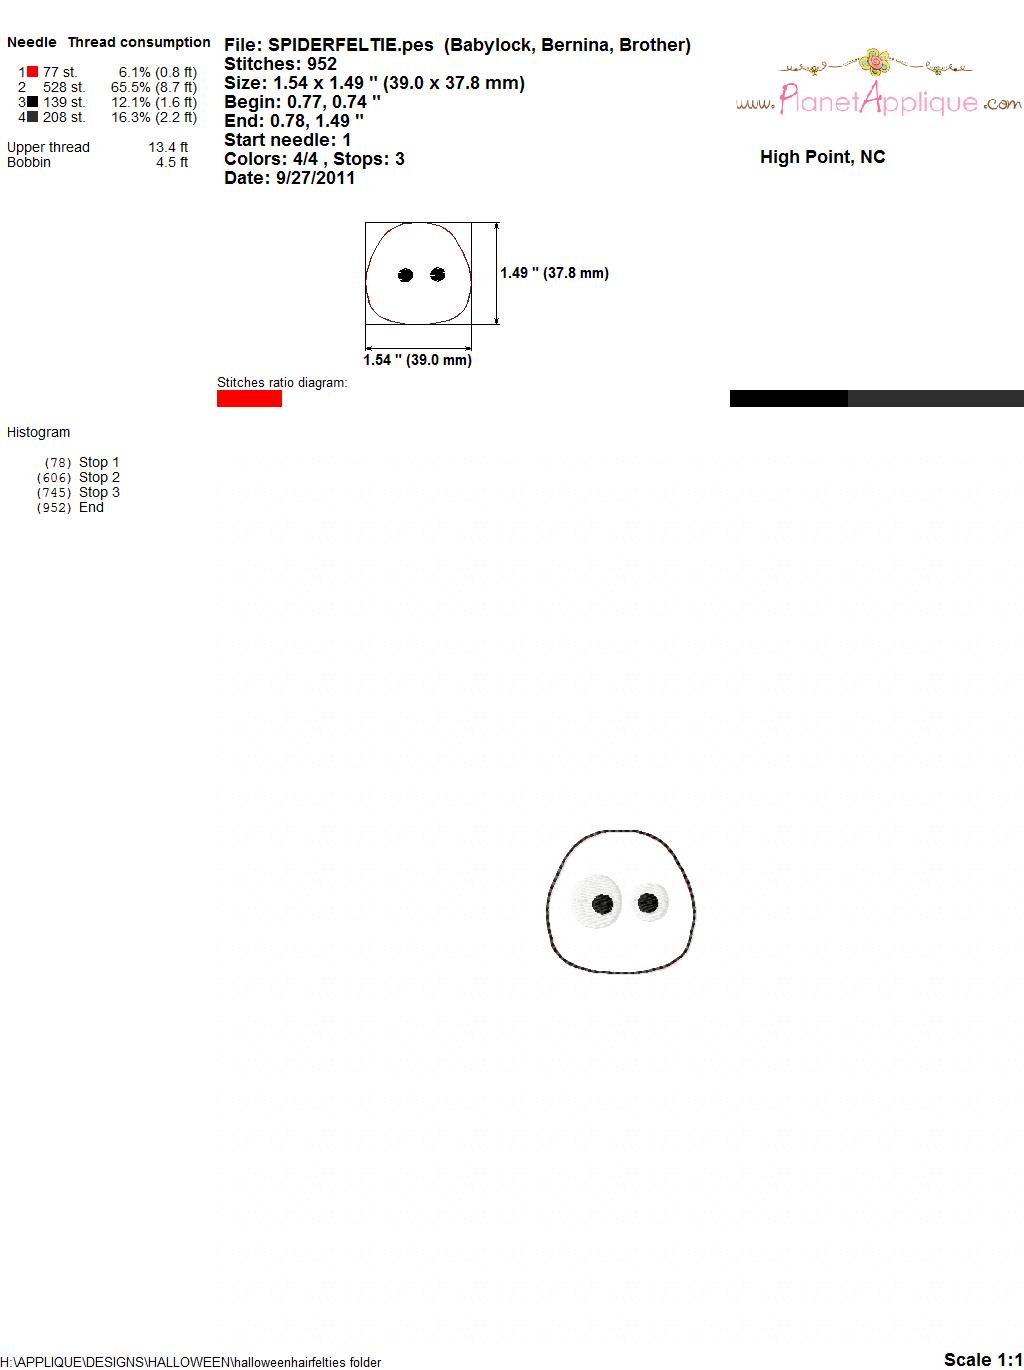 Needle Thread consumption
1 77 st. 6.1% (0.8 ft)
2 528 st. 65.5% (8.7 ft)
3 139 st. 12.1% (1.6 ft)
4 208 st. 16.3% (2.2 ft)
Upper thread 13.4 ft
Bobbin 4.5 ft
File: SPIDERFELTIE.pes (Babylock, Bernina, Brother)
Stitches: 952
Size: 1.54 x 1.49 " (39.0 x 37.8 mm)
Begin: 0.77, 0.74 "
End: 0.78, 1.49 "
Start needle: 1
Colors: 4/4 , Stops: 3
Date: 9/27/2011
www.PlanetApplique.com
High Point, NC
1.49 " (37.8 mm)
1.54 " (39.0 mm)
Stitches ratio diagram:
Histogram
(78) Stop 1
(606) Stop 2
(745) Stop 3
(952) End
H:\APPLIQUE\DESIGNS\HALLOWEEN\halloweenhairfelties folder
Scale 1:1